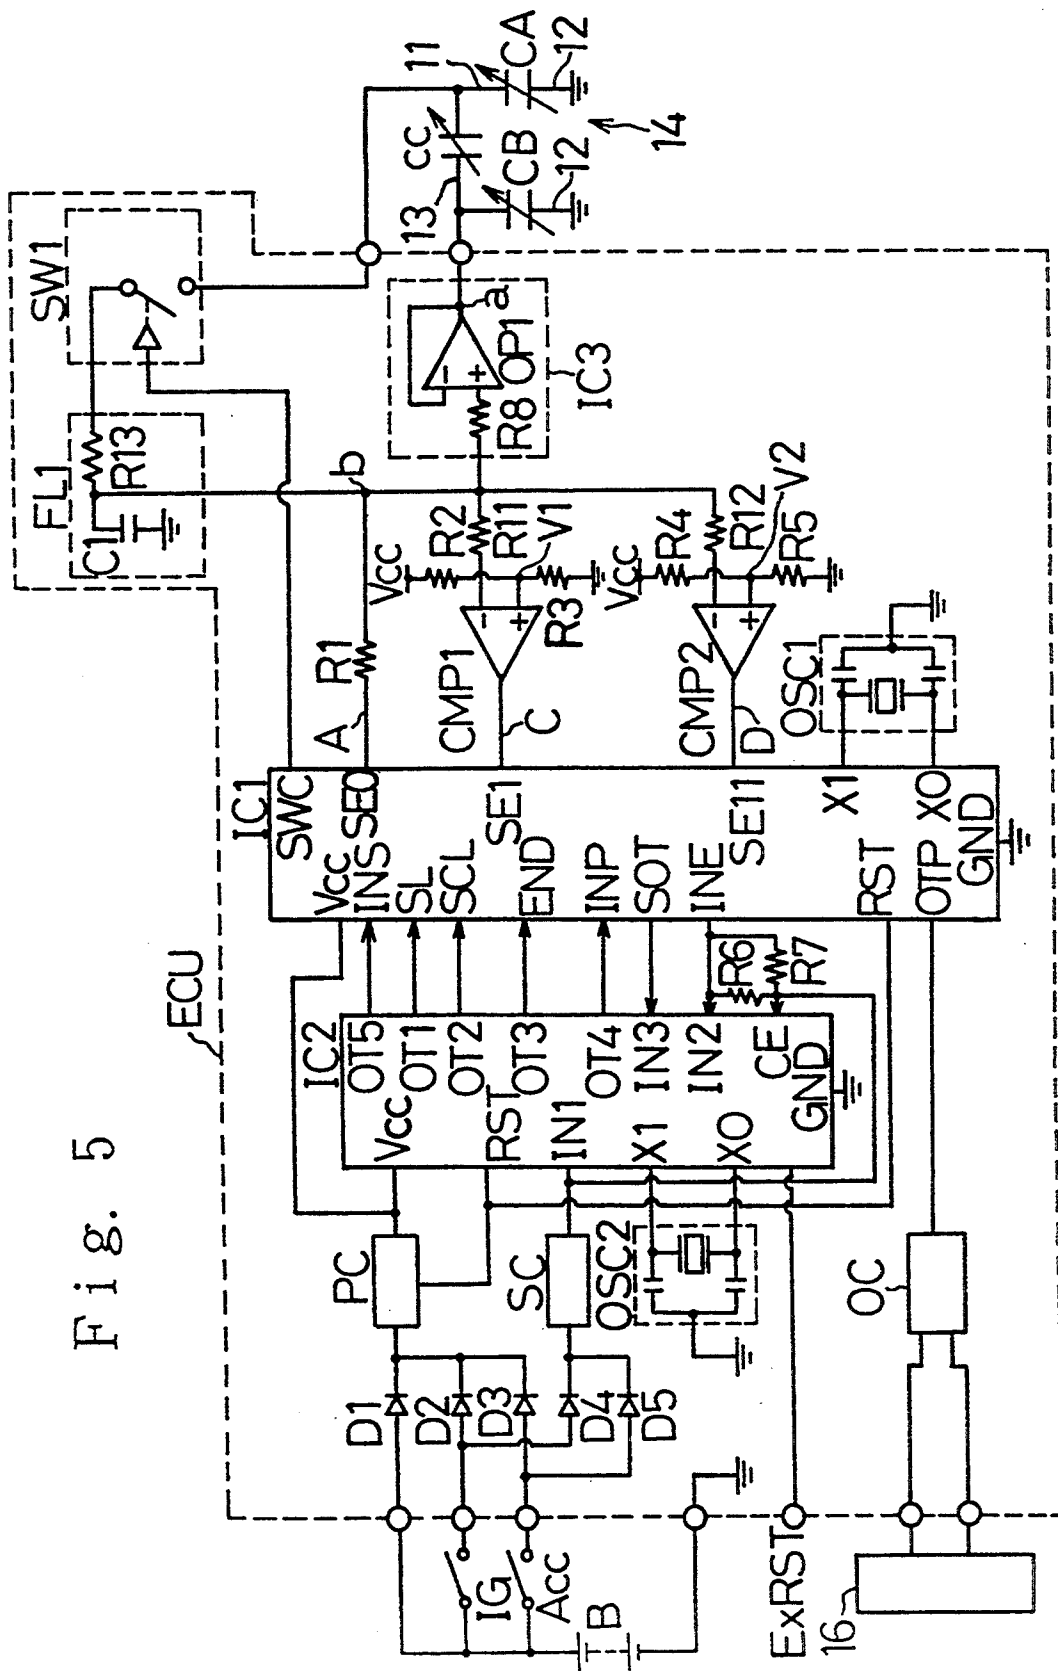 Fig. 5
ECU
IC1
IC2
SW1
FL1
C1
R13
SWC
Vcc
INS
SE0
SL
SCL
SE1
END
INP
SOT
INE
SE11
X1
RST
X0
OTP
GND
OT5
OT1
OT2
OT3
OT4
IN3
IN2
CE
GND
Vcc
RST
IN1
X1
X0
R6
R7
A
R1
b
CMP1
C
Vcc
R2
R11
V1
R3
CMP2
D
Vcc
R4
R12
V2
R5
OSC1
R8
OP1
-
+
-
+
-
+
a
IC3
11
CA
12
CC
13
CB
12
14
PC
SC
OSC2
OC
D1
D2
D3
D4
D5
IG
Acc
B
ExRST
16